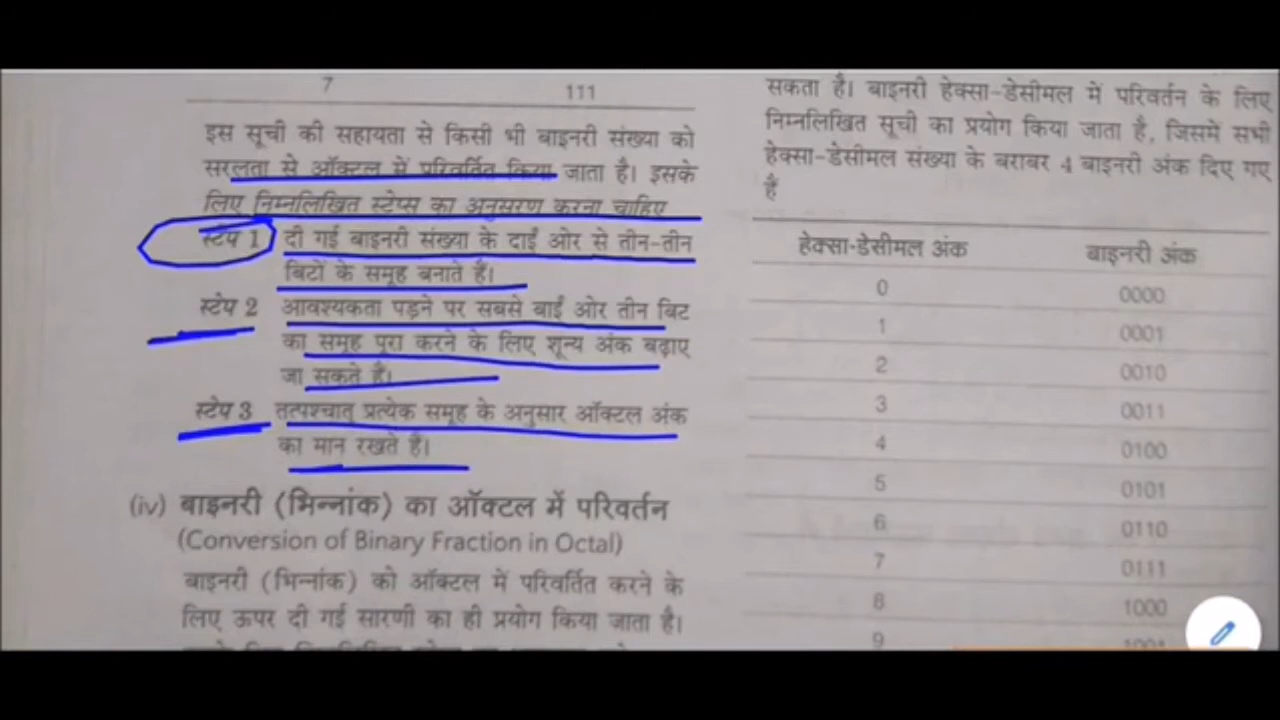 7 111
इस सूची की सहायता से किसी भी बाइनरी संख्या को
सरलता से ऑक्टल में परिवर्तित किया जाता है। इसके
लिए निम्नलिखित स्टेप्स का अनुसरण करना चाहिए
स्टेप 1 दी गई बाइनरी संख्या के दाईं ओर से तीन-तीन
बिटों के समूह बनाते हैं।
स्टेप 2 आवश्यकता पड़ने पर सबसे बाईं ओर तीन बिट
का समूह पूरा करने के लिए शून्य अंक बढ़ाए
जा सकते हैं।
स्टेप 3 तत्पश्चात् प्रत्येक समूह के अनुसार ऑक्टल अंक
का मान रखते हैं।
(iv) बाइनरी (भिन्नांक) का ऑक्टल में परिवर्तन
(Conversion of Binary Fraction in Octal)
बाइनरी (भिन्नांक) को ऑक्टल में परिवर्तित करने के
लिए ऊपर दी गई सारणी का ही प्रयोग किया जाता है।
सकता है। बाइनरी हेक्सा-डेसीमल में परिवर्तन के लिए
निम्नलिखित सूची का प्रयोग किया जाता है, जिसमें सभी
हेक्सा-डेसीमल संख्या के बराबर 4 बाइनरी अंक दिए गए
हैं
हेक्सा-डेसीमल अंक बाइनरी अंक
0 0000
1 0001
2 0010
3 0011
4 0100
5 0101
6 0110
7 0111
8 1000
9 1001